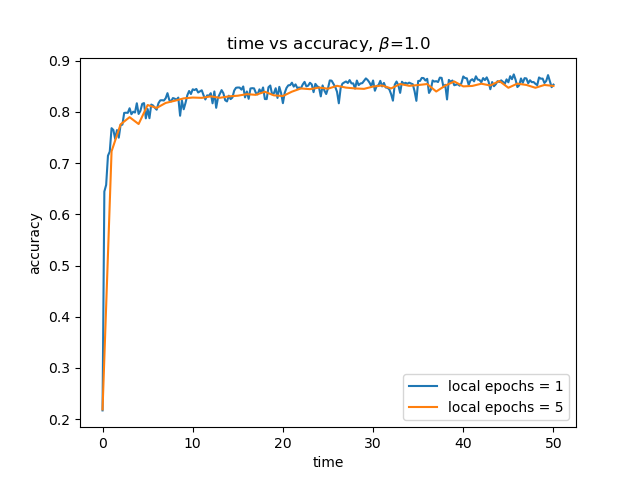 time vs accuracy, β=1.0
accuracy
0.9
0.8
0.7
0.6
0.5
0.4
0.3
0.2
local epochs = 1
local epochs = 5
0 10 20 30 40 50
time